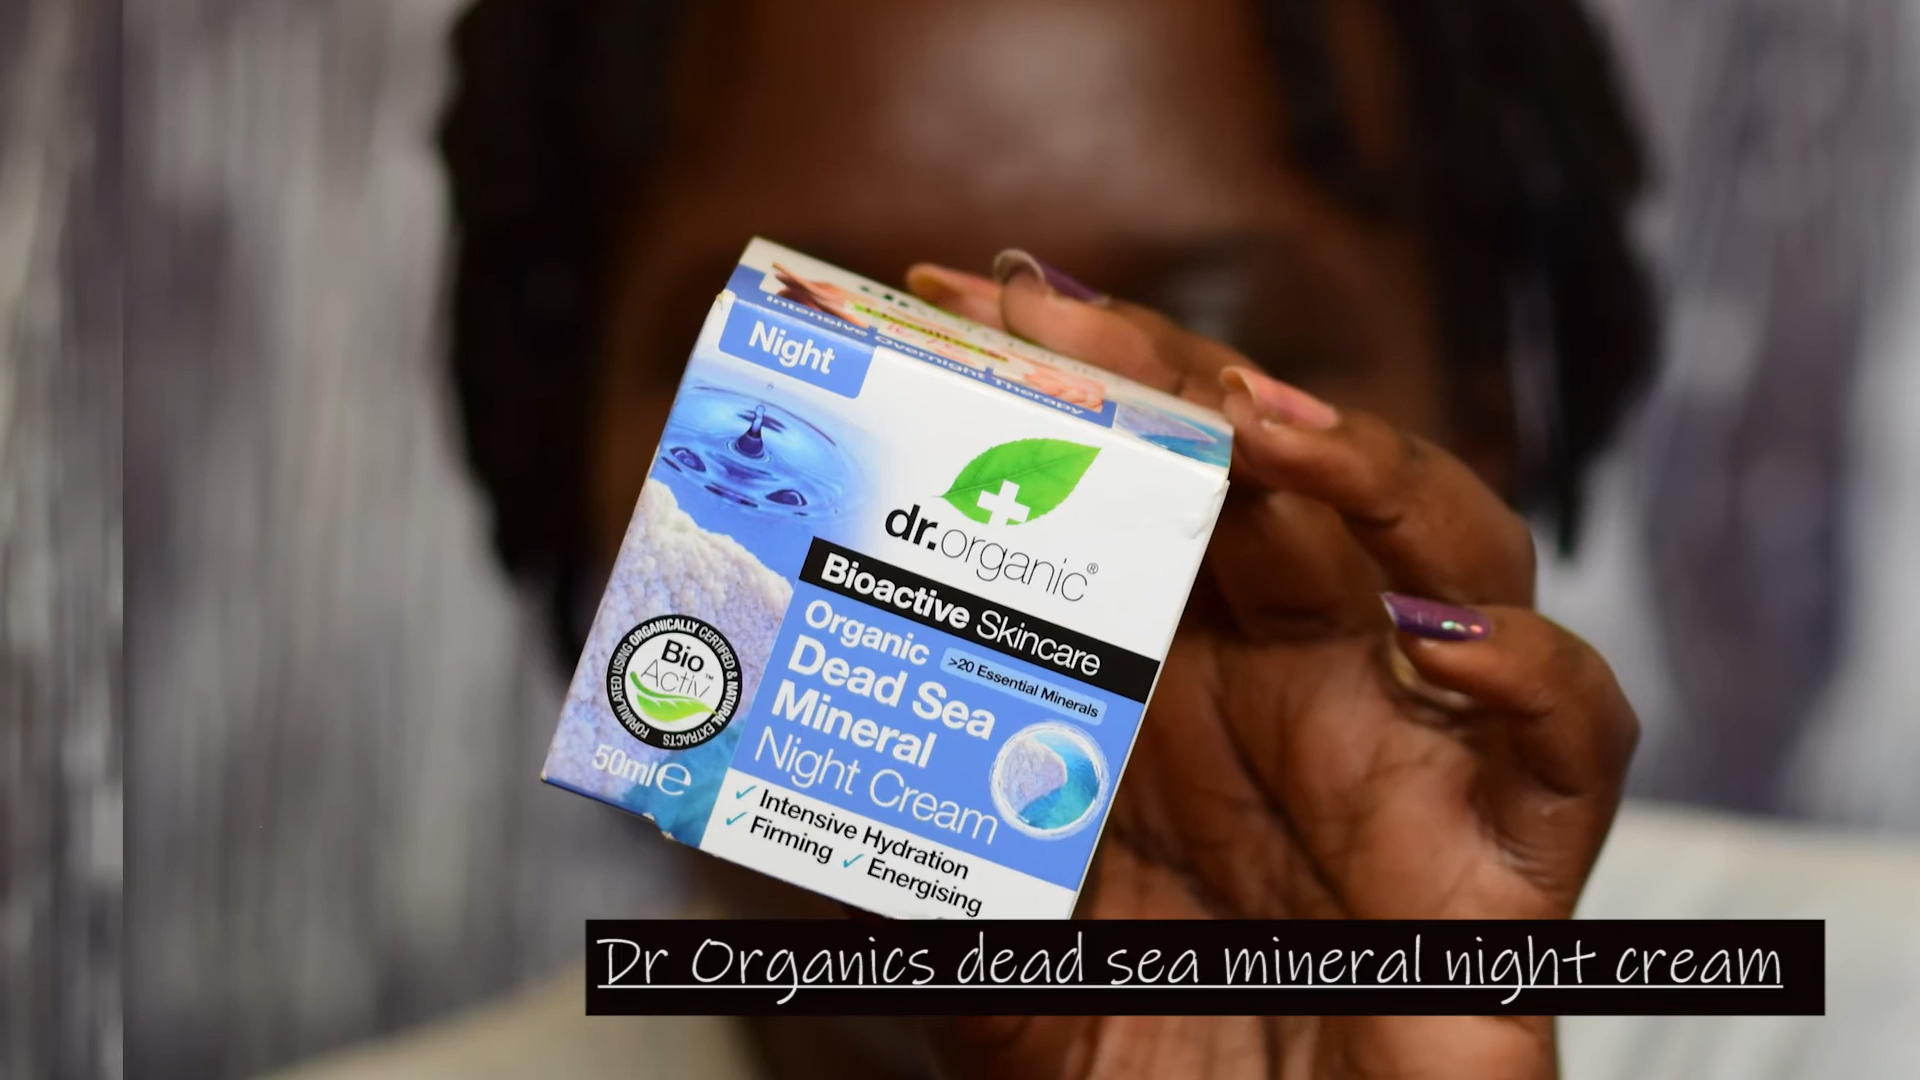 Intensive Overnight Therapy
Night
dr.organic®
Bioactive Skincare
Organic
>20 Essential Minerals
Dead Sea
Mineral
Night Cream
FORMULATED USING ORGANICALLY CERTIFIED & NATURAL EXTRACTS
Bio
Activ™
50ml℮
✓ Intensive Hydration
✓ Firming ✓ Energising
Dr Organics dead sea mineral night cream